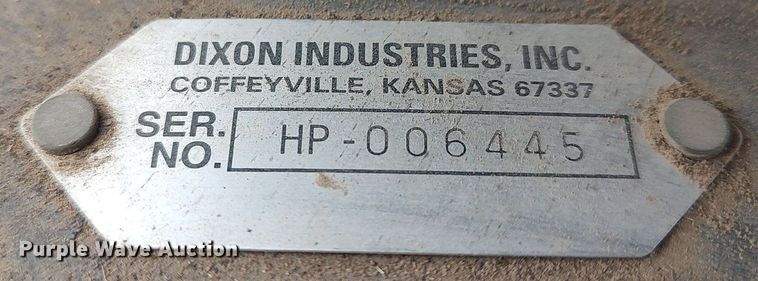 DIXON INDUSTRIES, INC.
COFFEYVILLE, KANSAS 67337
SER. NO. HP-006445
Purple Wave Auction